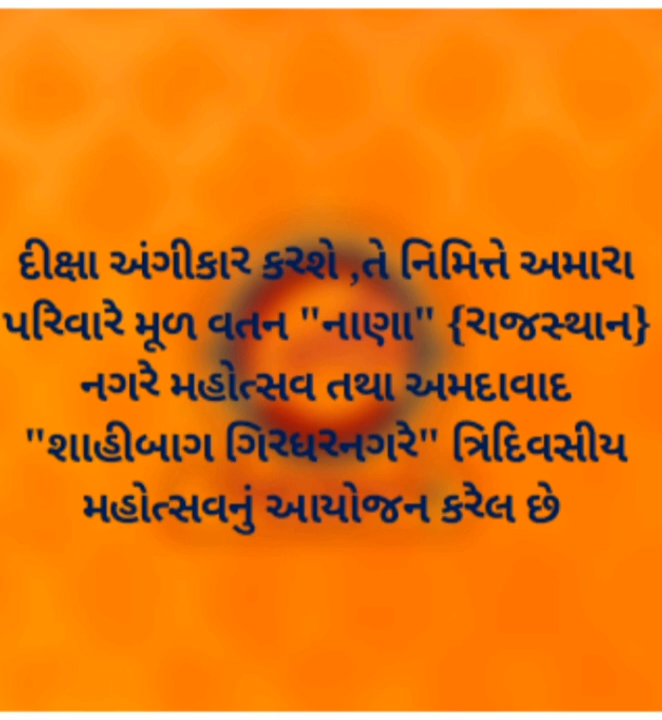 દીક્ષા અંગીકાર કરશે ,તે નિમિત્તે અમારા
પરિવારે મૂળ વતન "નાણા" {રાજસ્થાન}
નગરે મહોત્સવ તથા અમદાવાદ
"શાહીબાગ ગિરધરનગરે" ત્રિદિવસીય
મહોત્સવનું આયોજન કરેલ છે